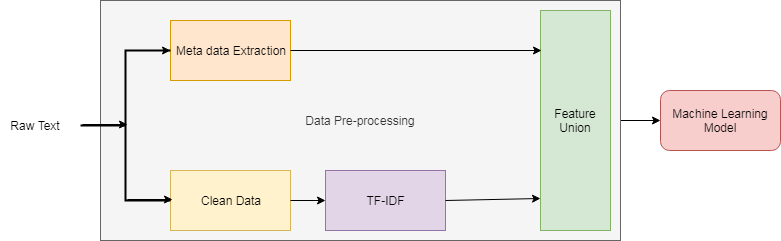 Meta data Extraction
Raw Text
Data Pre-processing
Feature
Union
Machine Learning
Model
Clean Data
TF-IDF